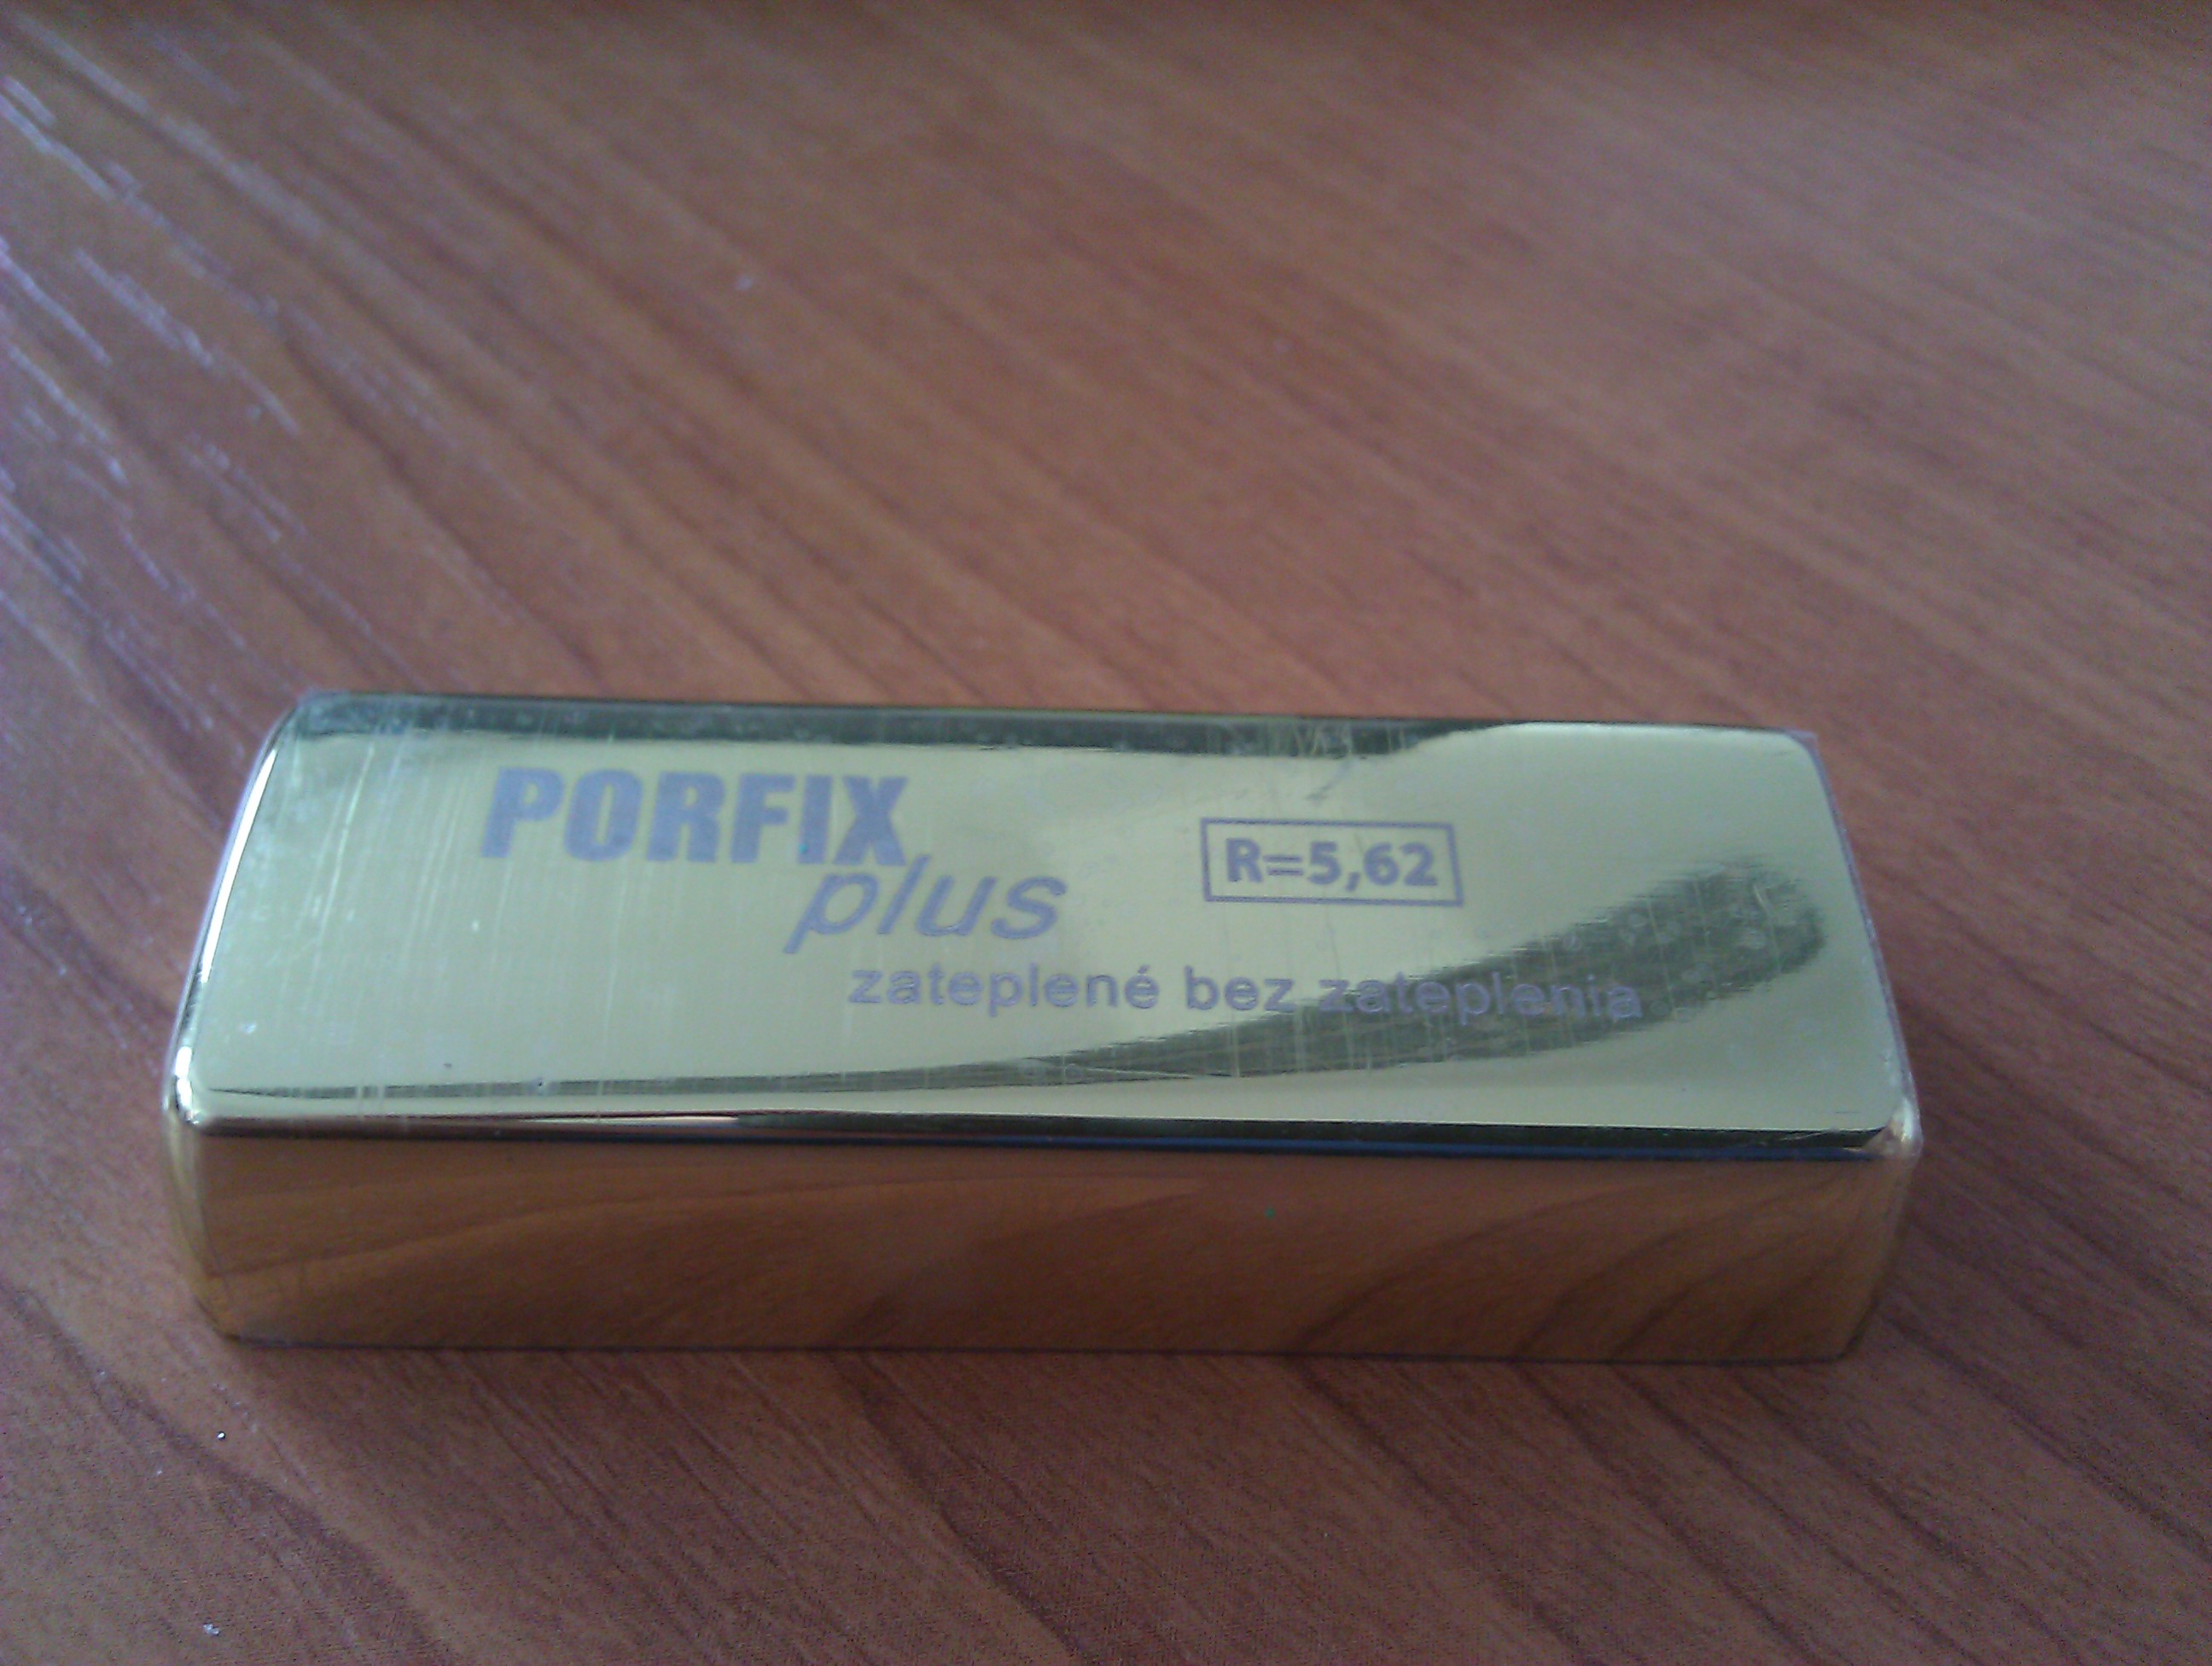 PORFIX
plus
R=5,62
zateplené bez zateplenia